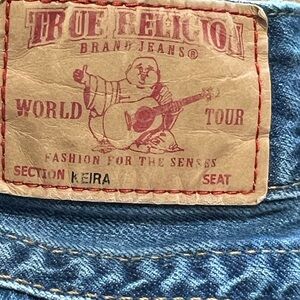 TRUE RELIGION
BRAND JEANS®
WORLD TOUR
FASHION FOR THE SENSES
SECTION KEIRA SEAT